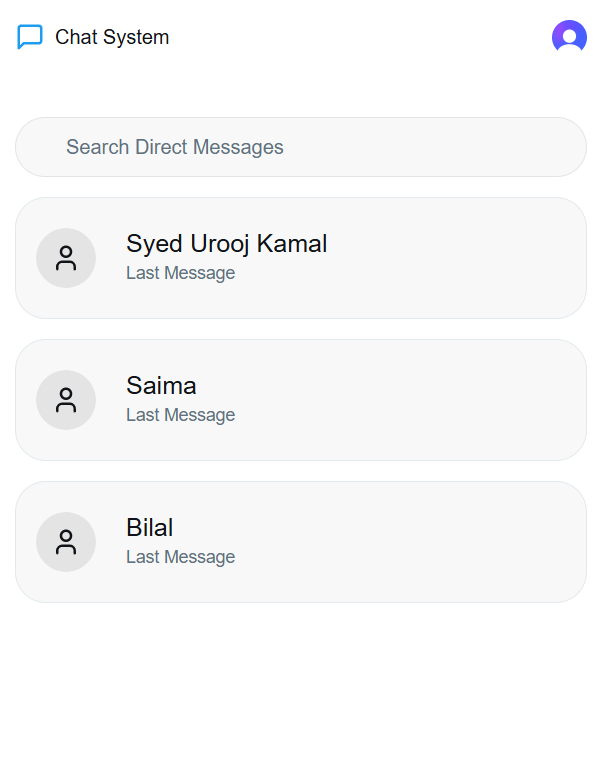 Chat System
Search Direct Messages
Syed Urooj Kamal
Last Message
Saima
Last Message
Bilal
Last Message